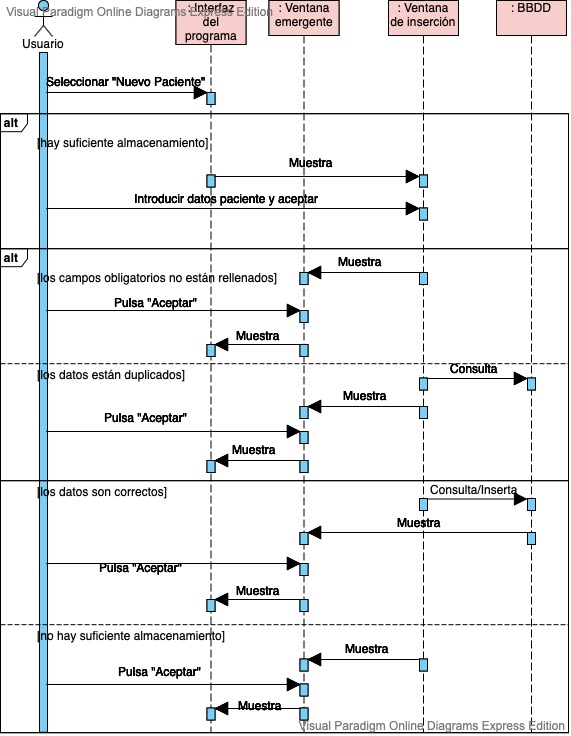 Visual Paradigm Online Diagrams Express Edition
: Interfaz
del
programa
: Ventana
emergente
: Ventana
de inserción
: BBDD
Usuario
Seleccionar "Nuevo Paciente"
alt
[hay suficiente almacenamiento]
Muestra
Introducir datos paciente y aceptar
alt
Muestra
[los campos obligatorios no están rellenados]
Pulsa "Aceptar"
Muestra
[los datos están duplicados]
Consulta
Muestra
Pulsa "Aceptar"
Muestra
[los datos son correctos]
Consulta/Inserta
Muestra
Pulsa "Aceptar"
Muestra
[no hay suficiente almacenamiento]
Muestra
Pulsa "Aceptar"
Muestra
Visual Paradigm Online Diagrams Express Edition